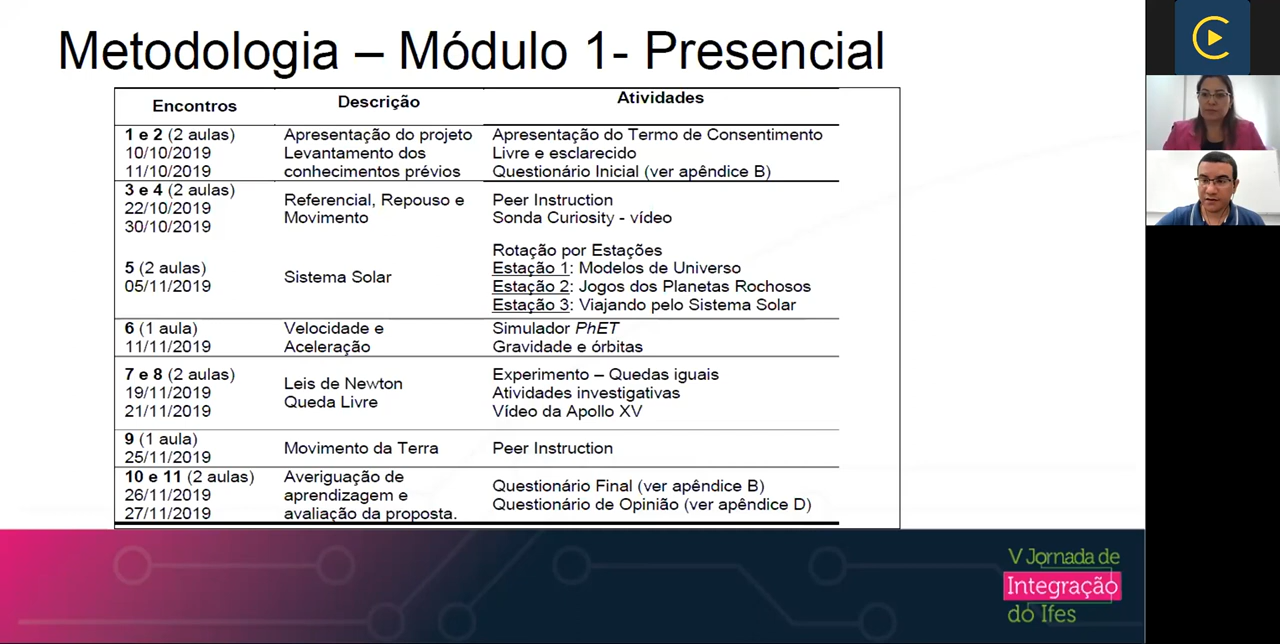 Metodologia – Módulo 1- Presencial
Encontros
Descrição
Atividades
1 e 2 (2 aulas)
10/10/2019
11/10/2019
Apresentação do projeto
Levantamento dos
conhecimentos prévios
Apresentação do Termo de Consentimento
Livre e esclarecido
Questionário Inicial (ver apêndice B)
3 e 4 (2 aulas)
22/10/2019
30/10/2019
Referencial, Repouso e
Movimento
Peer Instruction
Sonda Curiosity - vídeo
5 (2 aulas)
05/11/2019
Sistema Solar
Rotação por Estações
Estação 1: Modelos de Universo
Estação 2: Jogos dos Planetas Rochosos
Estação 3: Viajando pelo Sistema Solar
6 (1 aula)
11/11/2019
Velocidade e
Aceleração
Simulador PhET
Gravidade e órbitas
7 e 8 (2 aulas)
19/11/2019
21/11/2019
Leis de Newton
Queda Livre
Experimento – Quedas iguais
Atividades investigativas
Vídeo da Apollo XV
9 (1 aula)
25/11/2019
Movimento da Terra
Peer Instruction
10 e 11 (2 aulas)
26/11/2019
27/11/2019
Averiguação de
aprendizagem e
avaliação da proposta.
Questionário Final (ver apêndice B)
Questionário de Opinião (ver apêndice D)
V Jornada de
Integração
do Ifes